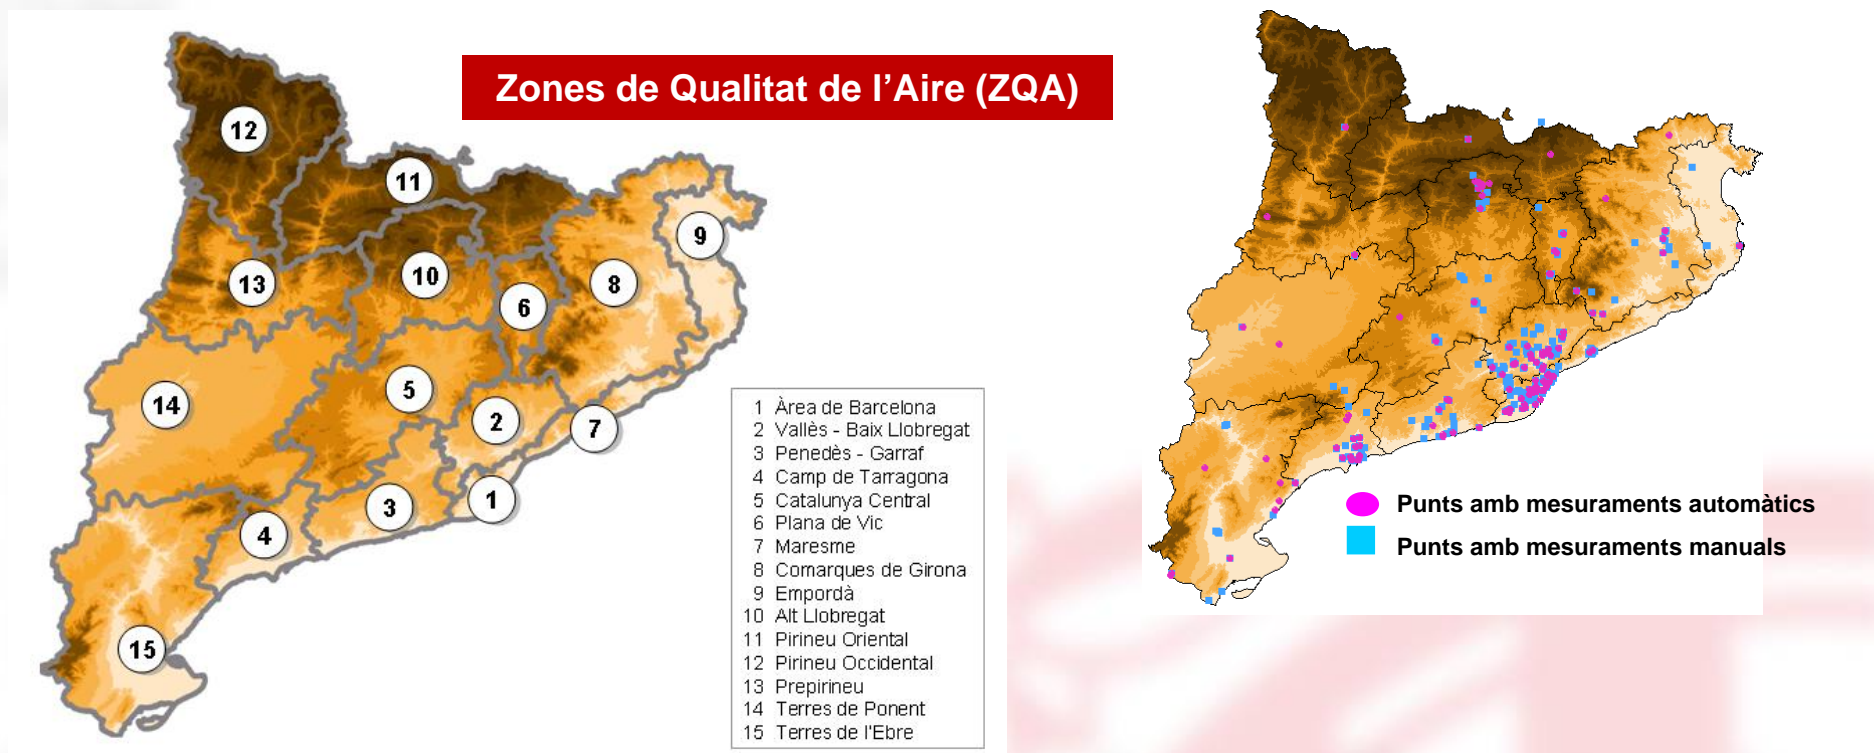 Zones de Qualitat de l’Aire (ZQA)
12
11
9
13
10
8
6
14
5
2
7
3
1
4
15
1 Àrea de Barcelona
2 Vallès - Baix Llobregat
3 Penedès - Garraf
4 Camp de Tarragona
5 Catalunya Central
6 Plana de Vic
7 Maresme
8 Comarques de Girona
9 Empordà
10 Alt Llobregat
11 Pirineu Oriental
12 Pirineu Occidental
13 Prepirineu
14 Terres de Ponent
15 Terres de l'Ebre
Punts amb mesuraments automàtics
Punts amb mesuraments manuals